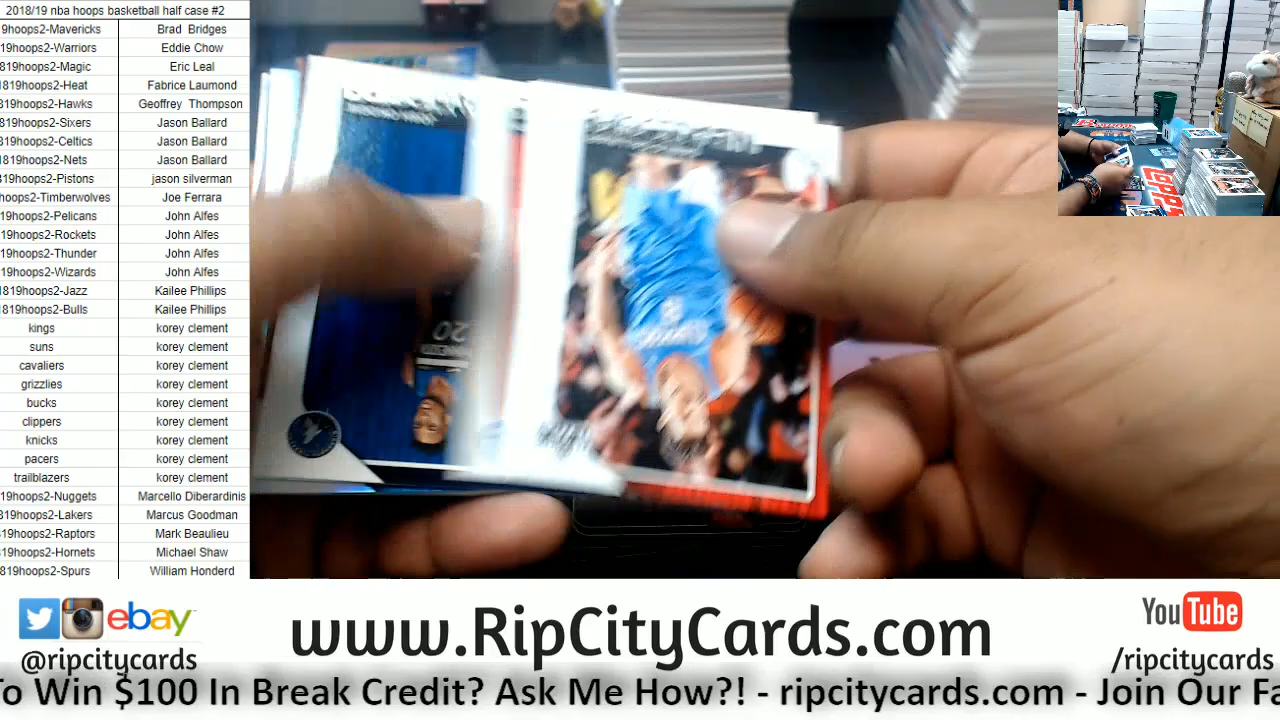 2018/19 nba hoops basketball half case #2
9hoops2-Mavericks Brad Bridges
19hoops2-Warriors Eddie Chow
1819hoops2-Magic Eric Leal
1819hoops2-Heat Fabrice Laumond
819hoops2-Hawks Geoffrey Thompson
819hoops2-Sixers Jason Ballard
819hoops2-Celtics Jason Ballard
1819hoops2-Nets Jason Ballard
819hoops2-Pistons jason silverman
hoops2-Timberwolves Joe Ferrara
19hoops2-Pelicans John Alfes
19hoops2-Rockets John Alfes
19hoops2-Thunder John Alfes
19hoops2-Wizards John Alfes
1819hoops2-Jazz Kailee Phillips
1819hoops2-Bulls Kailee Phillips
kings korey clement
suns korey clement
cavaliers korey clement
grizzlies korey clement
bucks korey clement
clippers korey clement
knicks korey clement
pacers korey clement
trailblazers korey clement
19hoops2-Nuggets Marcello Diberardinis
819hoops2-Lakers Marcus Goodman
19hoops2-Raptors Mark Beaulieu
19hoops2-Hornets Michael Shaw
819hoops2-Spurs William Honderd
20
ebay
@ripcitycards
www.RipCityCards.com
YouTube
/ripcitycards
To Win $100 In Break Credit? Ask Me How?! - ripcitycards.com - Join Our Fa